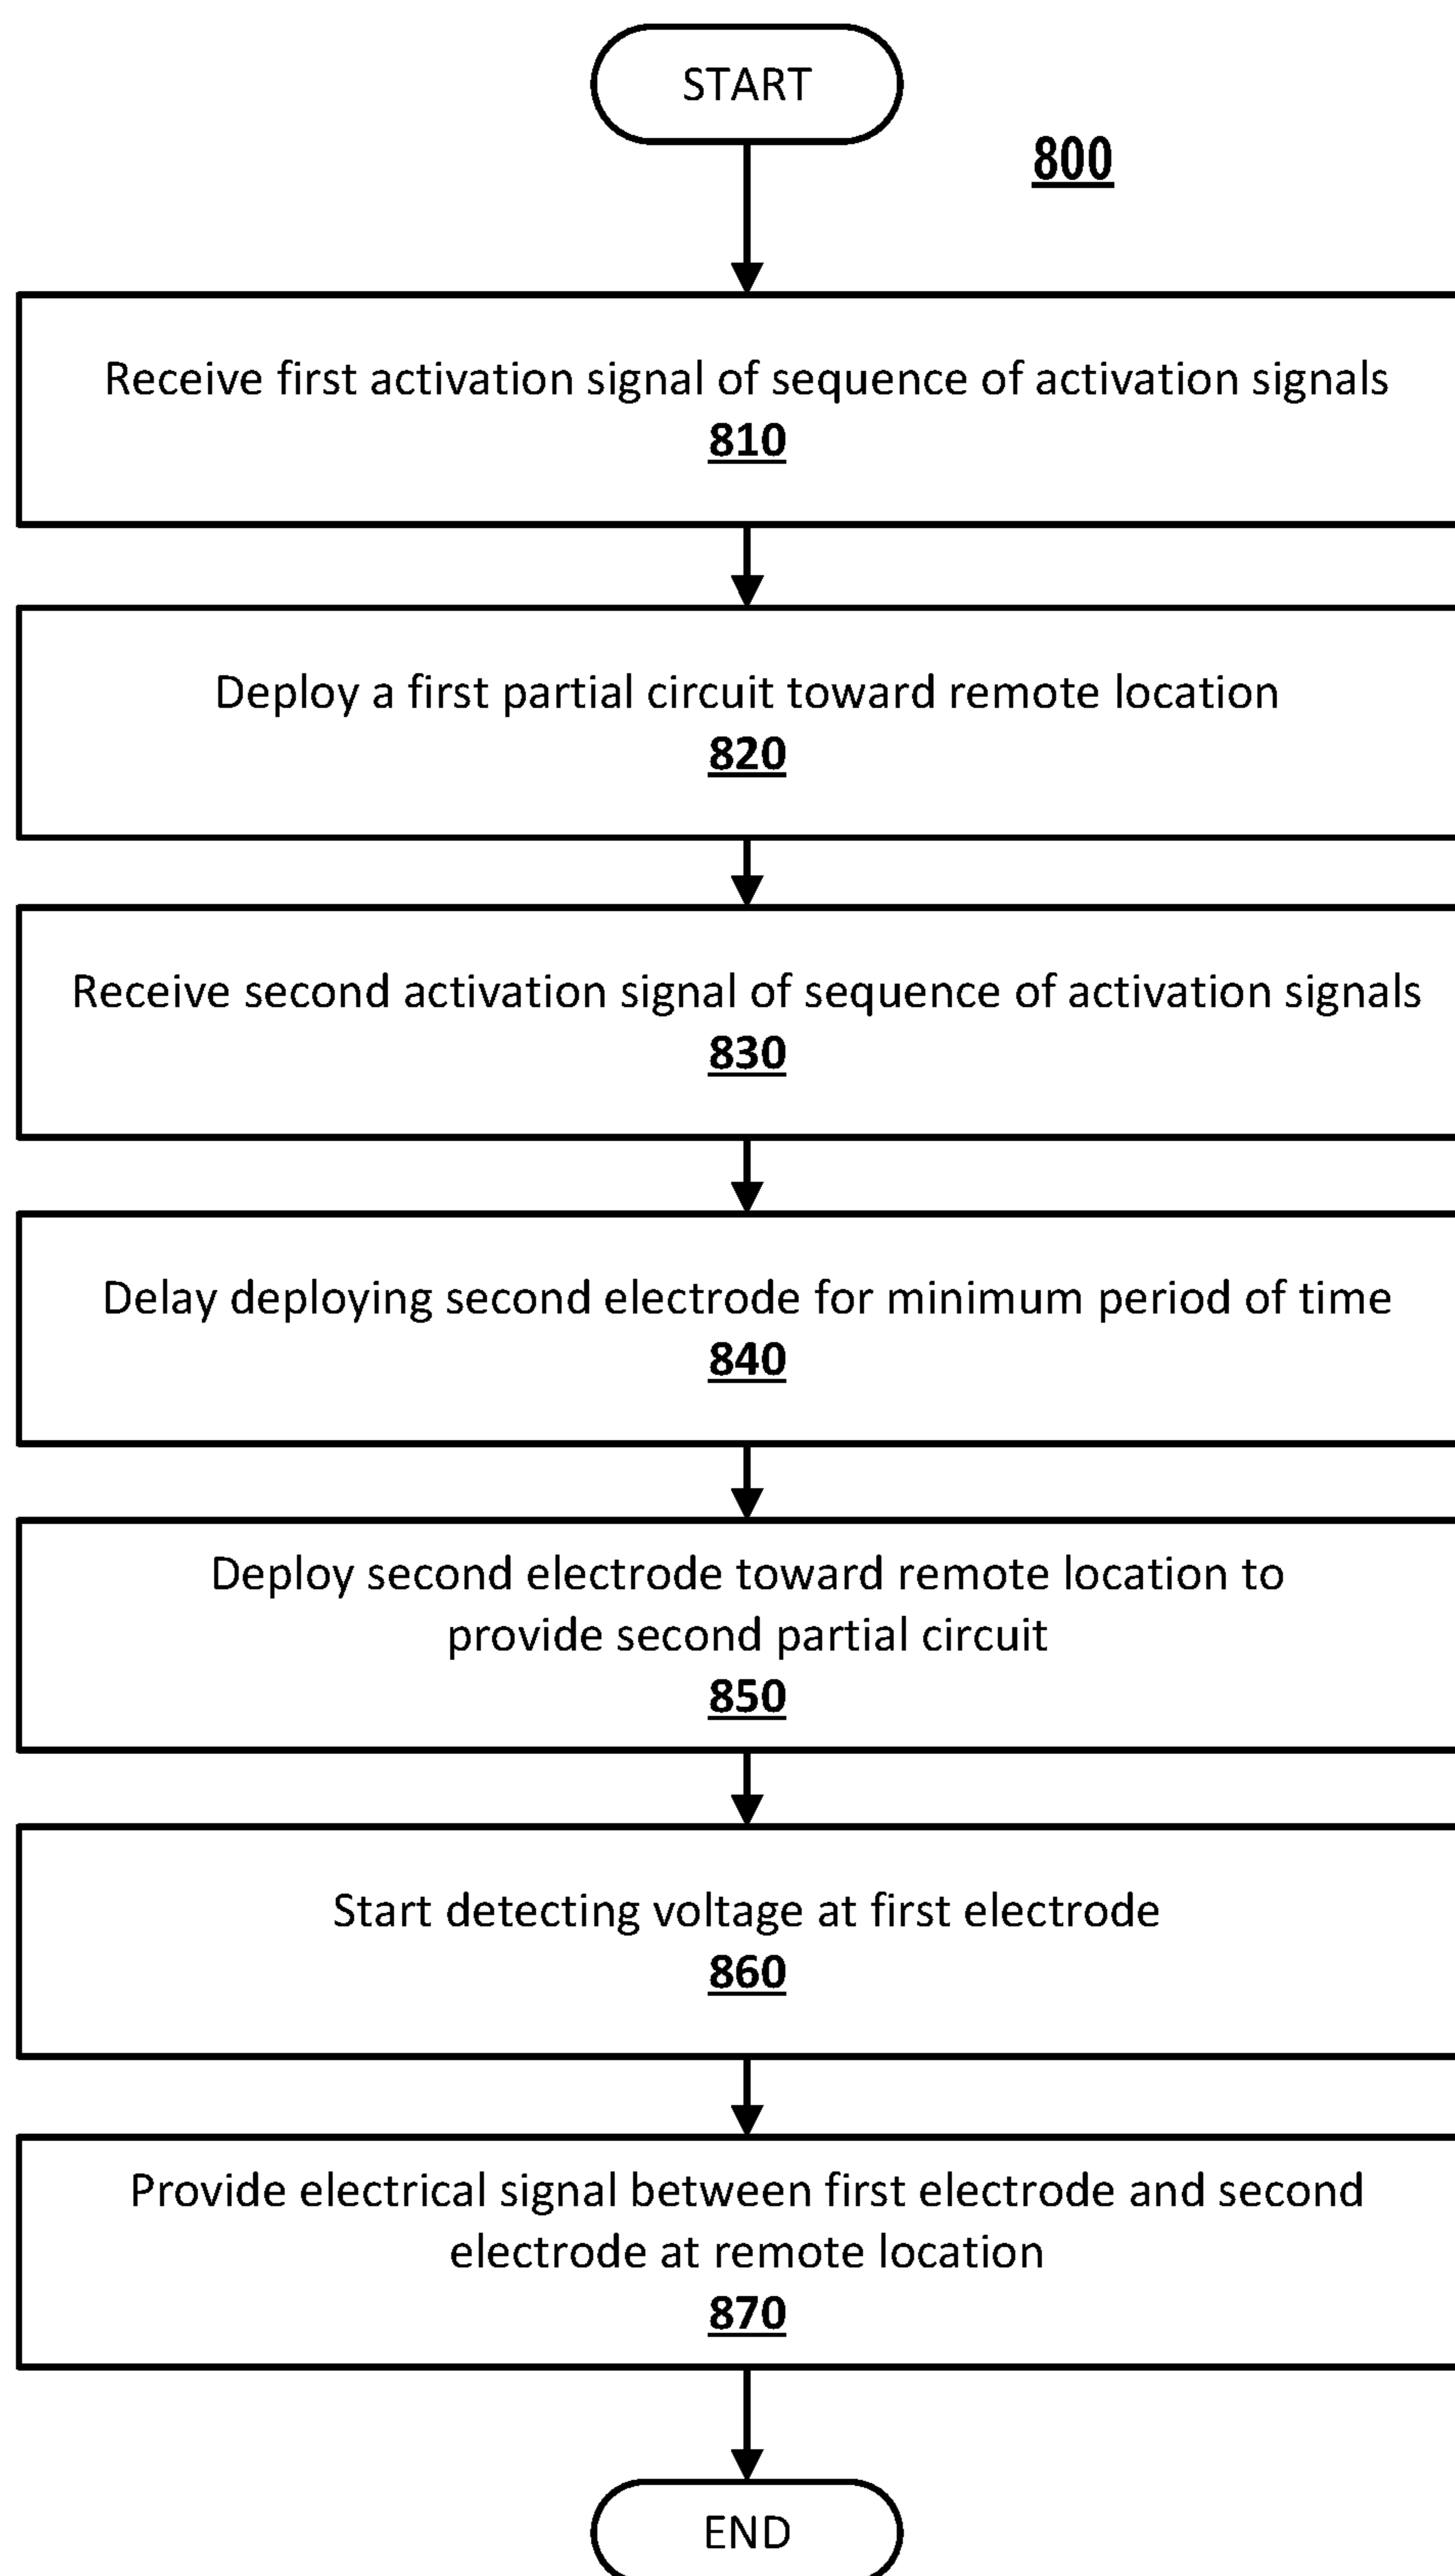 START
800
Receive first activation signal of sequence of activation signals
810
Deploy a first partial circuit toward remote location
820
Receive second activation signal of sequence of activation signals
830
Delay deploying second electrode for minimum period of time
840
Deploy second electrode toward remote location to
provide second partial circuit
850
Start detecting voltage at first electrode
860
Provide electrical signal between first electrode and second
electrode at remote location
870
END